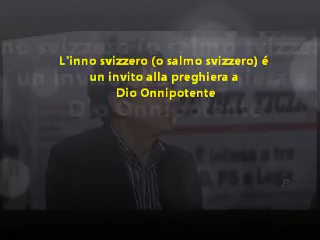 L'inno svizzero (o salmo svizzero) é
un invito alla preghiera a
Dio Onnipotente